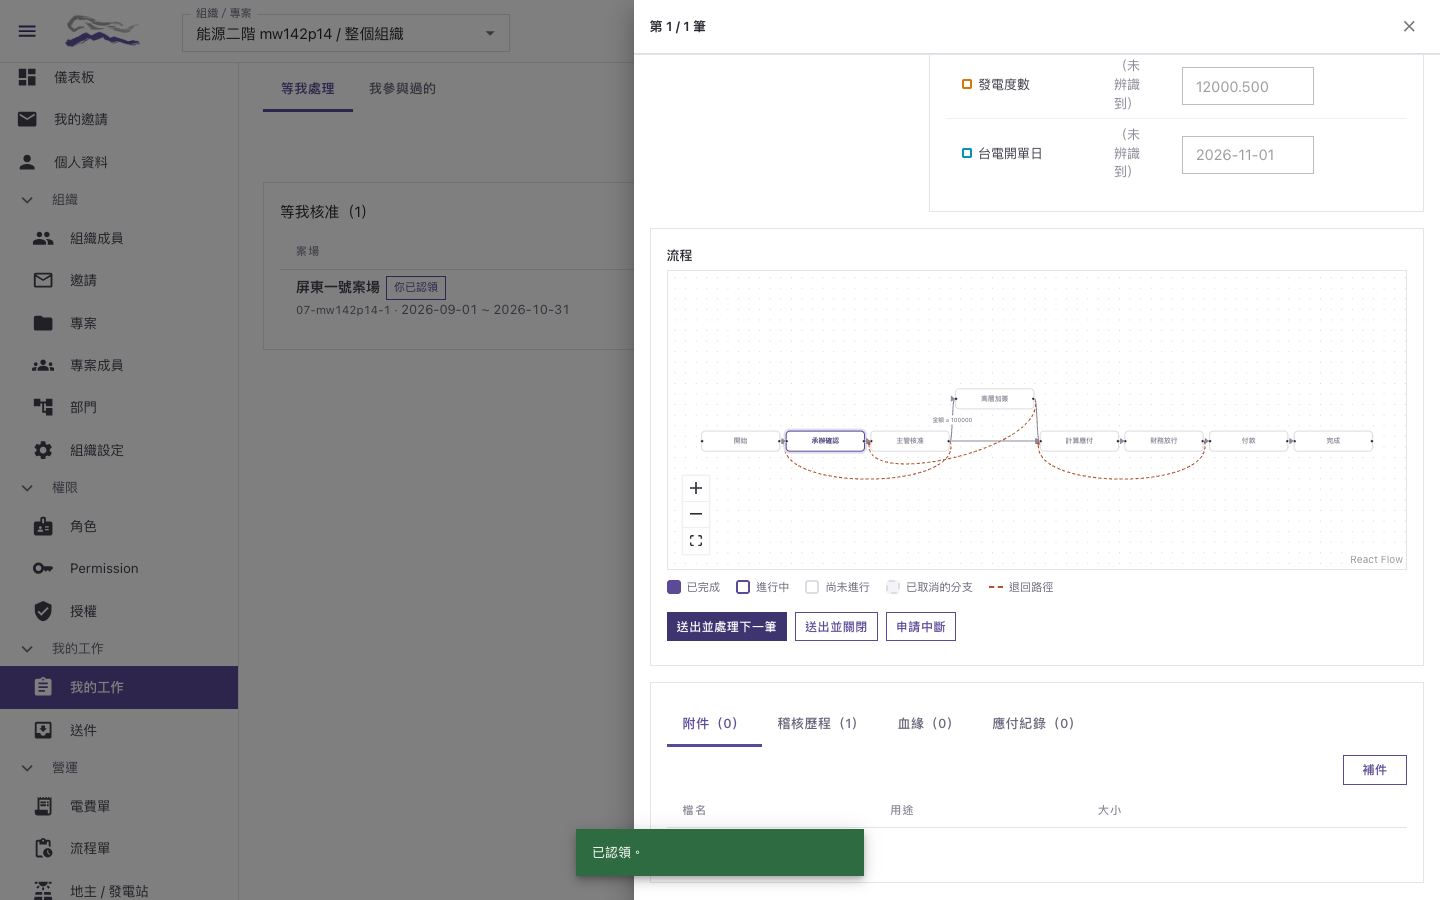 組織 / 專案
能源二階 mw142p14 / 整個組織
儀表板
我的邀請
個人資料
組織
組織成員
邀請
專案
專案成員
部門
組織設定
權限
角色
Permission
授權
我的工作
我的工作
送件
營運
電費單
流程單
地主 / 發電站
等我處理
我參與過的
等我核准 (1)
案場
屏東一號案場
你已認領
07-mw142p14-1 · 2026-09-01 ~ 2026-10-31
第 1 / 1 筆
發電度數
（未辨識到）
12000.500
台電開單日
（未辨識到）
2026-11-01
流程
高層加簽
金額 ≥ 100000
開始
承辦確認
主管核准
計算應付
財務放行
付款
完成
React Flow
已完成
進行中
尚未進行
已取消的分支
退回路徑
送出並處理下一筆
送出並關閉
申請中斷
附件 (0)
稽核歷程 (1)
血緣 (0)
應付紀錄 (0)
補件
檔名
用途
大小
已認領。